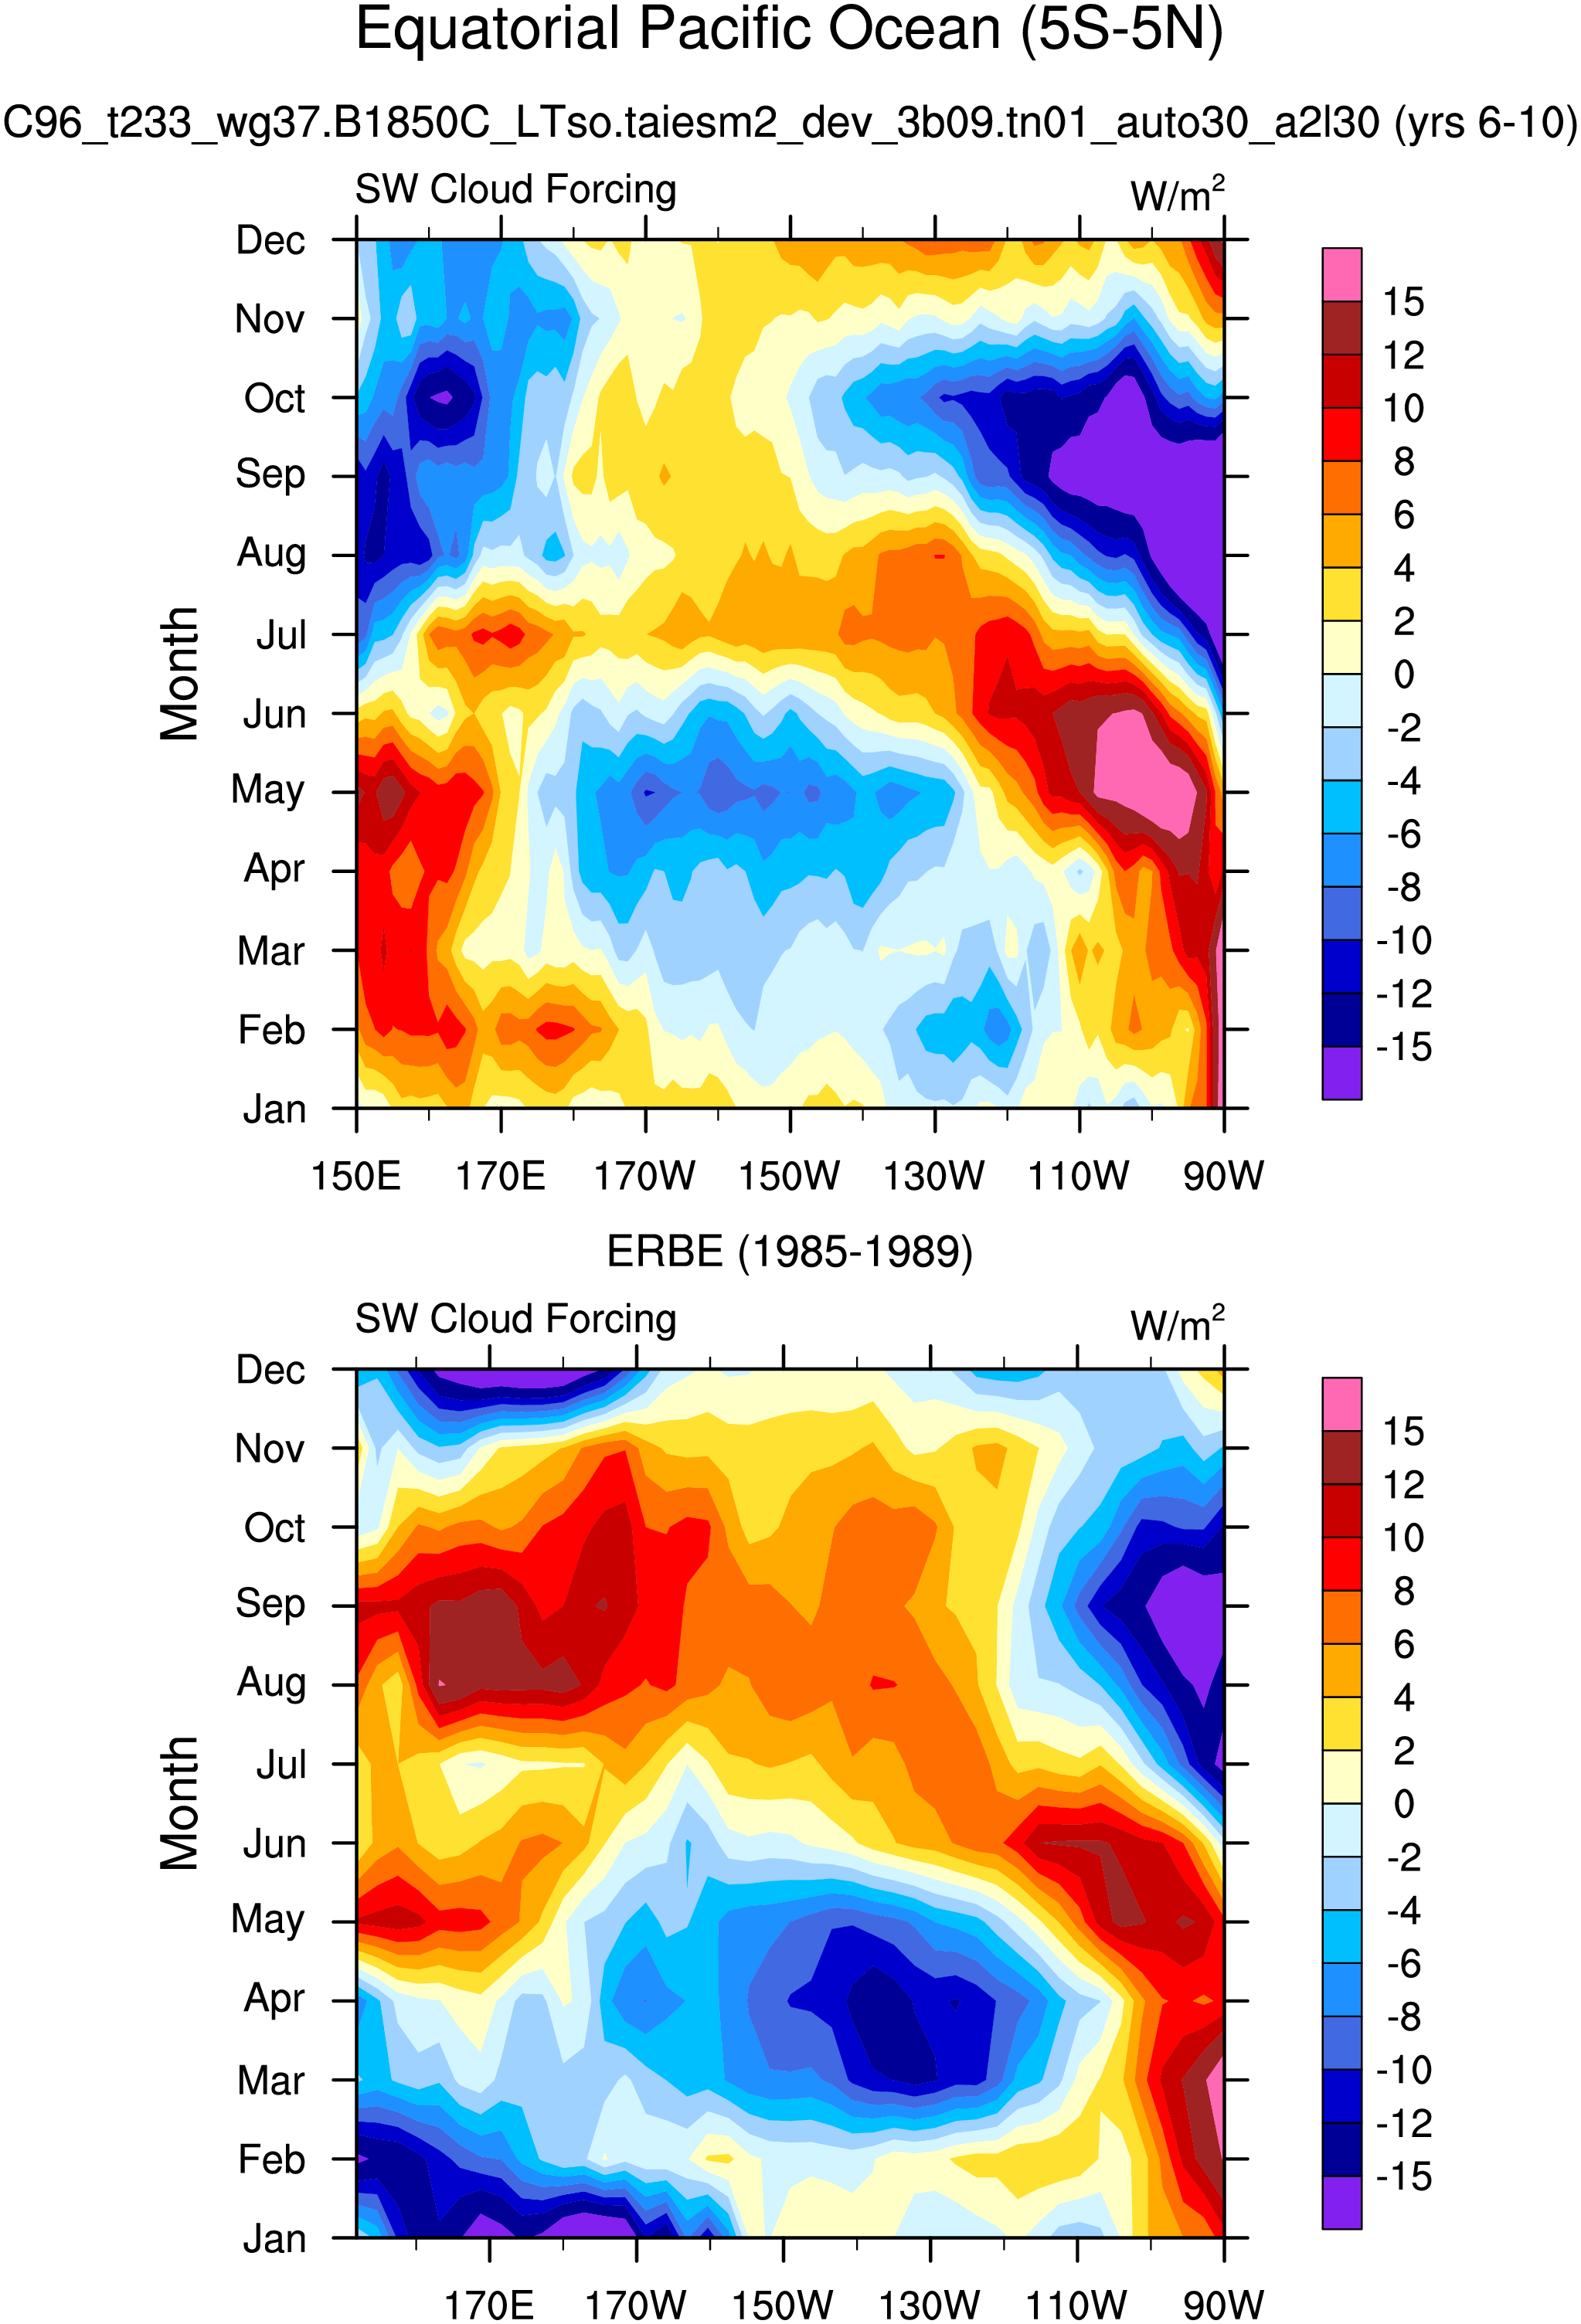 Equatorial Pacific Ocean (5S-5N)
C96_t233_wg37.B1850C_LTso.taiesm2_dev_3b09.tn01_auto30_a2l30 (yrs 6-10)
SW Cloud Forcing W/m²
Dec
Nov
Oct
Sep
Aug
Jul
Jun
May
Apr
Mar
Feb
Jan
Month
150E 170E 170W 150W 130W 110W 90W
15
12
10
8
6
4
2
0
-2
-4
-6
-8
-10
-12
-15
ERBE (1985-1989)
SW Cloud Forcing W/m²
Dec
Nov
Oct
Sep
Aug
Jul
Jun
May
Apr
Mar
Feb
Jan
Month
170E 170W 150W 130W 110W 90W
15
12
10
8
6
4
2
0
-2
-4
-6
-8
-10
-12
-15